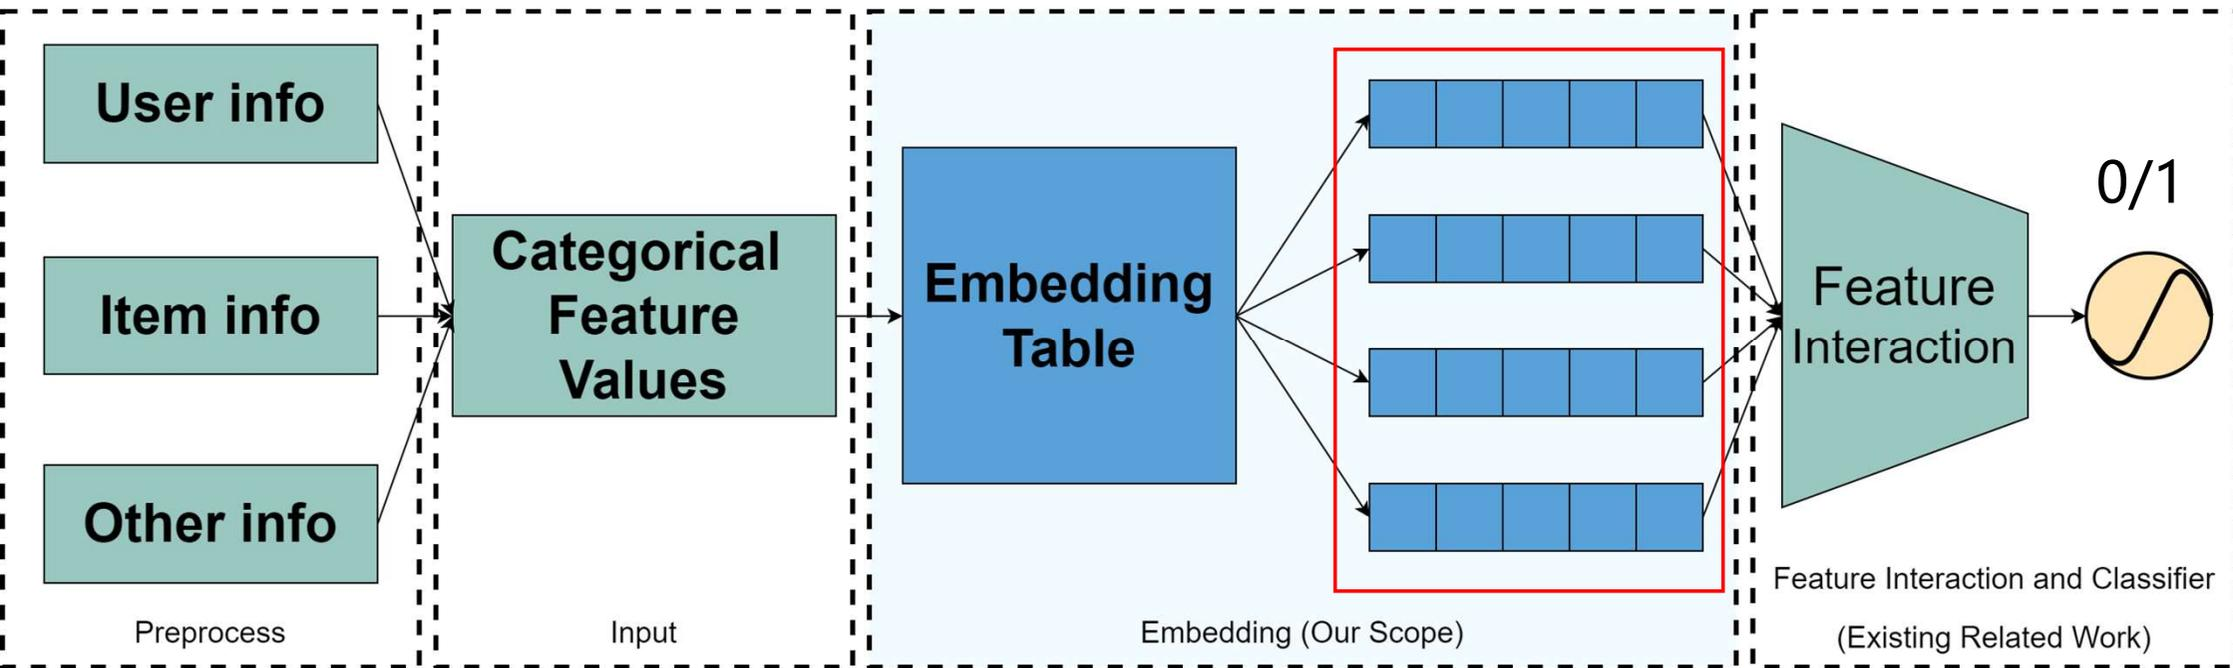 User info
Item info
Other info
Preprocess
Categorical
Feature
Values
Input
Embedding
Table
Embedding (Our Scope)
Feature
Interaction
0/1
Feature Interaction and Classifier
(Existing Related Work)